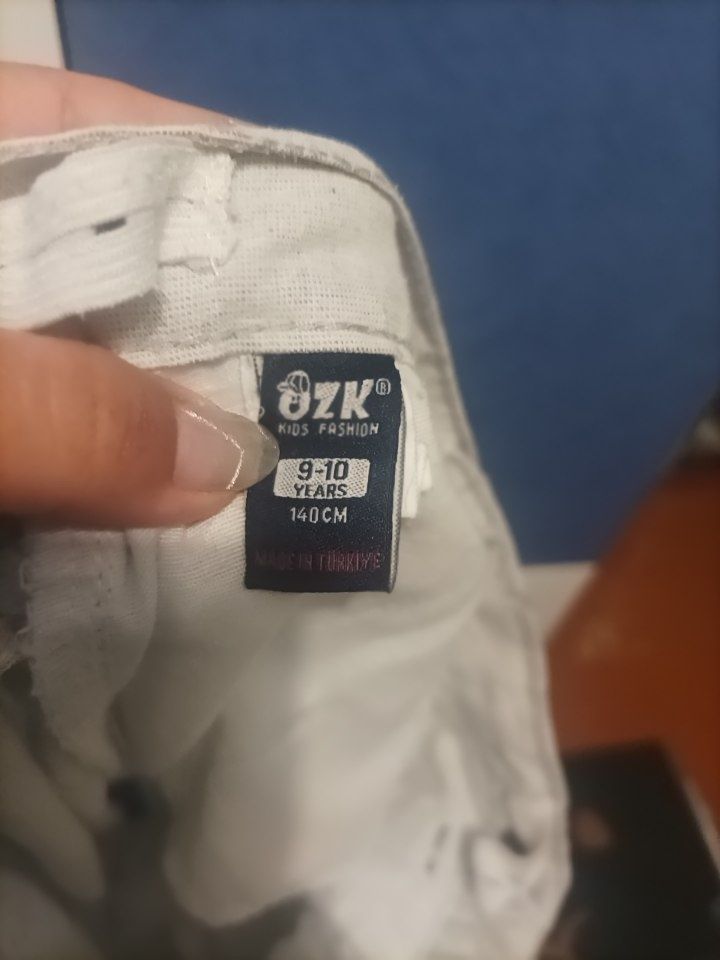 ÖZK®
KIDS FASHION
9-10
YEARS
140CM
MADE IN TÜRKİYE